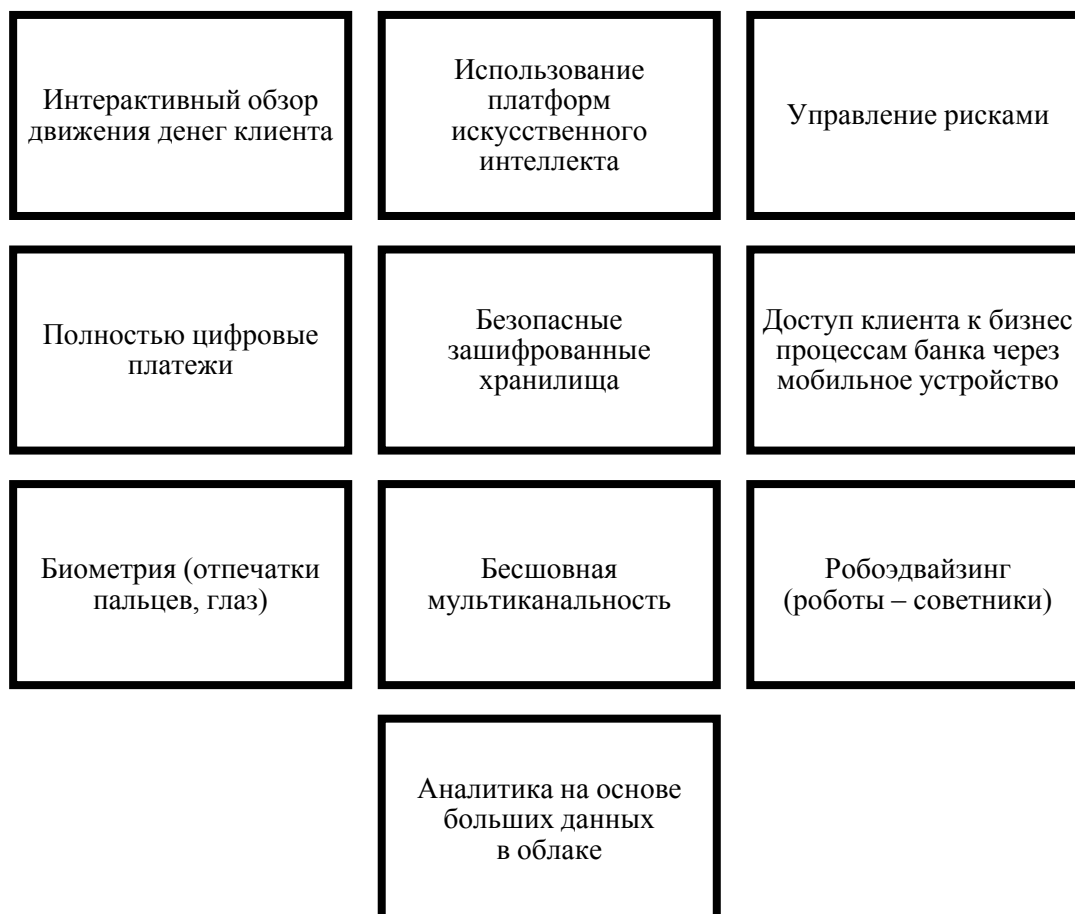 Интерактивный обзор
движения денег клиента
Использование
платформ
искусственного
интеллекта
Управление рисками
Полностью цифровые
платежи
Безопасные
зашифрованные
хранилища
Доступ клиента к бизнес
процессам банка через
мобильное устройство
Биометрия (отпечатки
пальцев, глаз)
Бесшовная
мультиканальность
Робоэдвайзинг
(роботы – советники)
Аналитика на основе
больших данных
в облаке